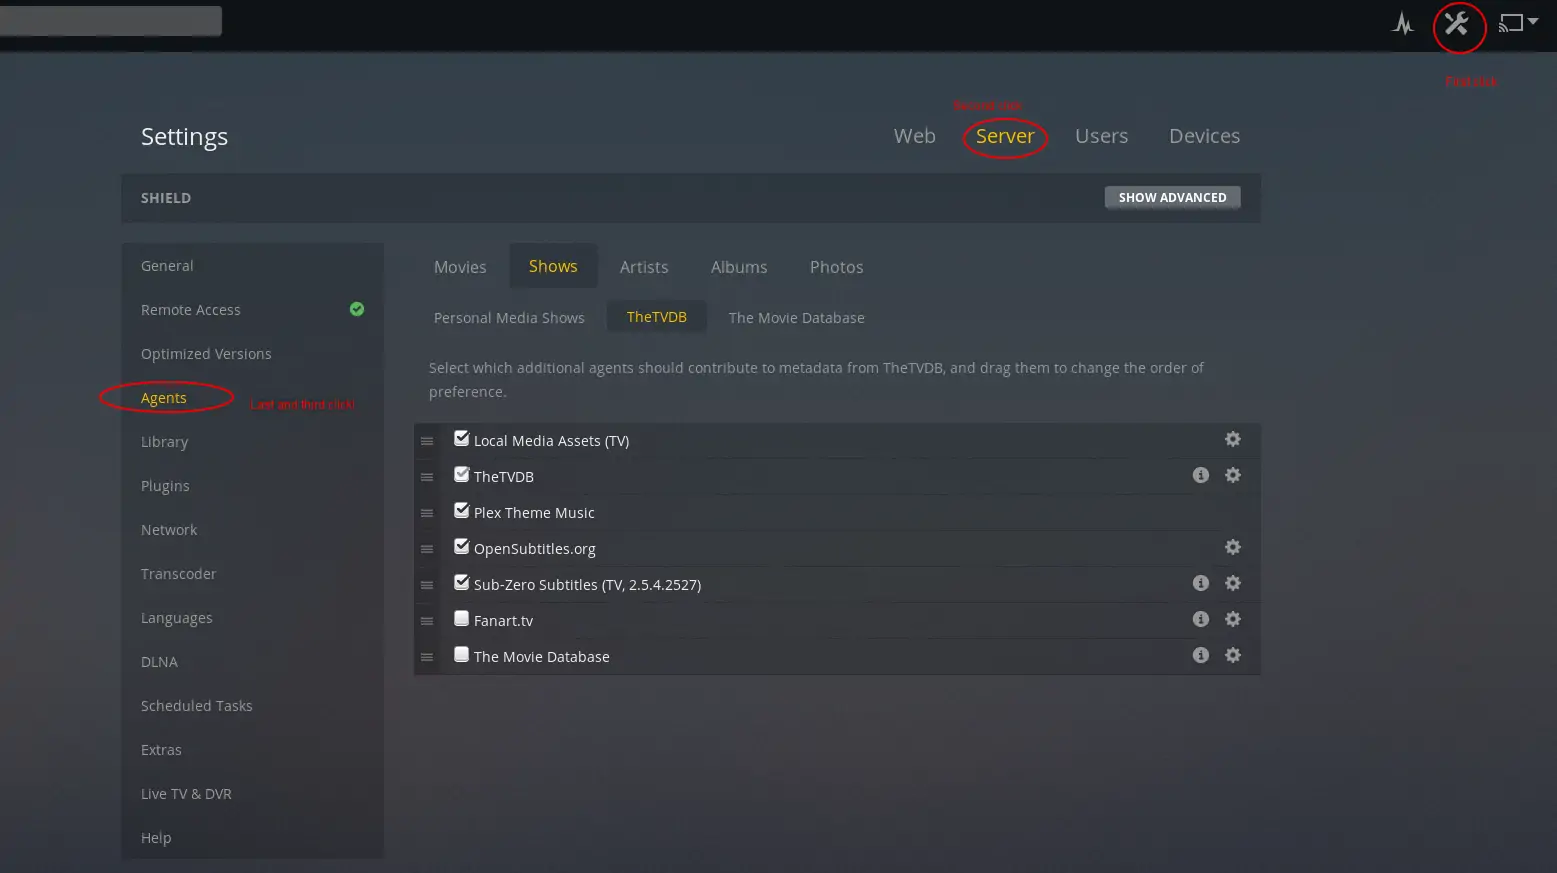 First click
Second click
Settings
Web Server Users Devices
SHIELD
SHOW ADVANCED
General
Remote Access
Optimized Versions
Agents
Last and third click!
Library
Plugins
Network
Transcoder
Languages
DLNA
Scheduled Tasks
Extras
Live TV & DVR
Help
Movies Shows Artists Albums Photos
Personal Media Shows TheTVDB The Movie Database
Select which additional agents should contribute to metadata from TheTVDB, and drag them to change the order of
preference.
Local Media Assets (TV)
TheTVDB
Plex Theme Music
OpenSubtitles.org
Sub-Zero Subtitles (TV, 2.5.4.2527)
Fanart.tv
The Movie Database